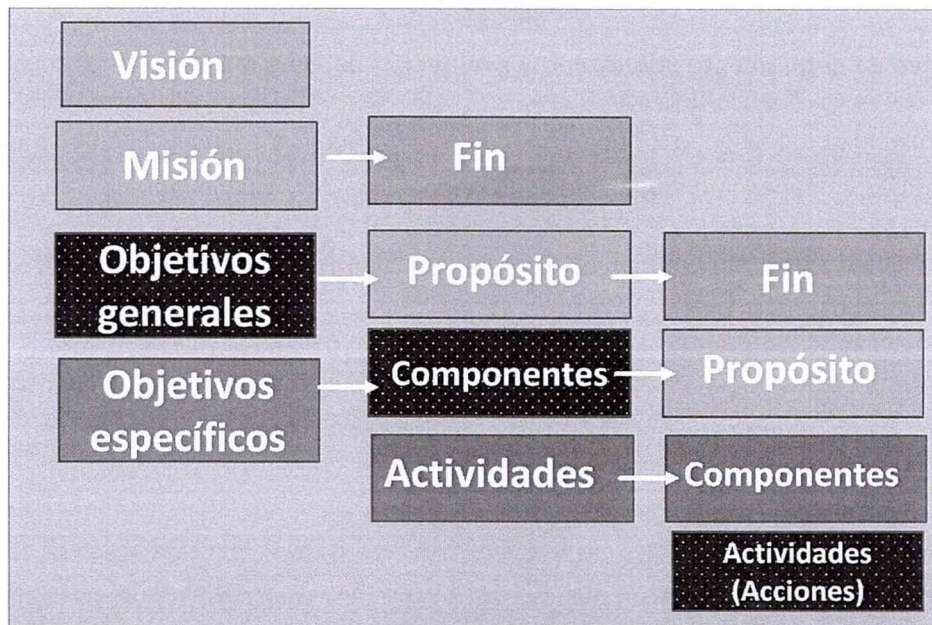 Visión
Misión
Fin
Objetivos
generales
Propósito
Fin
Objetivos
específicos
Componentes
Propósito
Actividades
Componentes
Actividades
(Acciones)